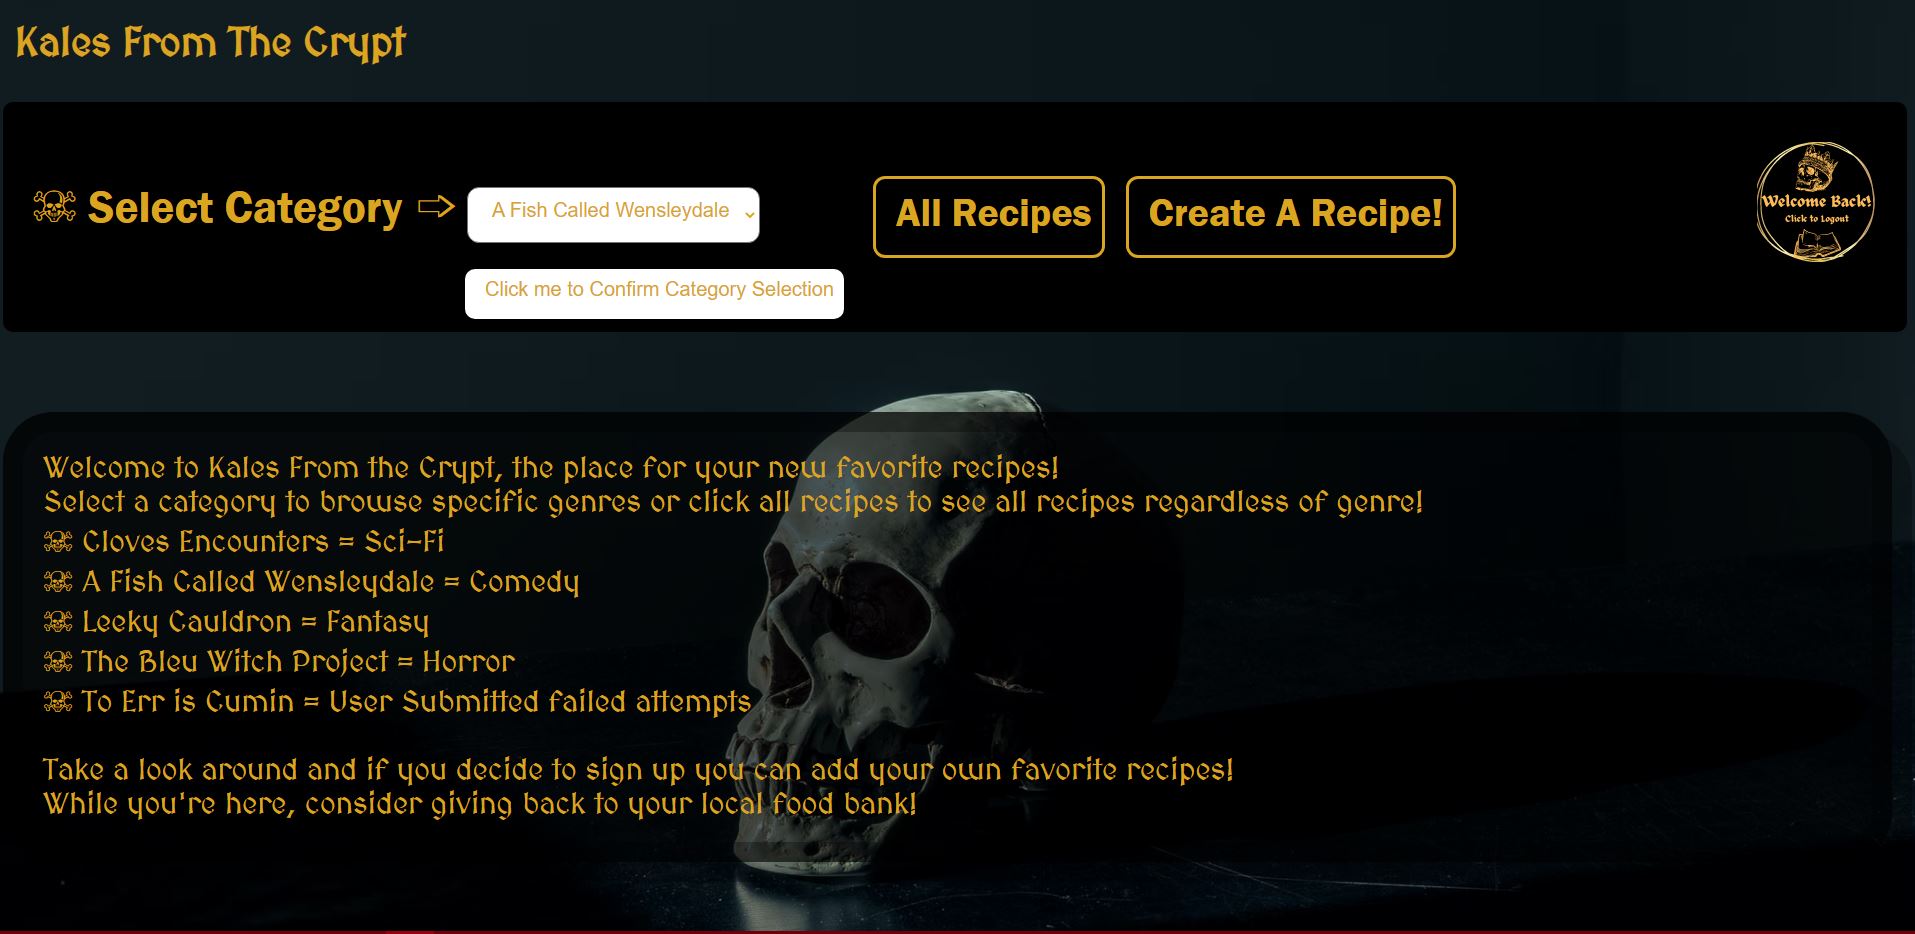 Kales From The Crypt
☠ Select Category ⇨
A Fish Called Wensleydale
Click me to Confirm Category Selection
All Recipes
Create A Recipe!
Welcome Back!
Click to Logout
Welcome to Kales From the Crypt, the place for your new favorite recipes!
Select a category to browse specific genres or click all recipes to see all recipes regardless of genre!
☠ Cloves Encounters = Sci-Fi
☠ A Fish Called Wensleydale = Comedy
☠ Leeky Cauldron = Fantasy
☠ The Bleu Witch Project = Horror
☠ To Err is Cumin = User Submitted failed attempts
Take a look around and if you decide to sign up you can add your own favorite recipes!
While you're here, consider giving back to your local food bank!